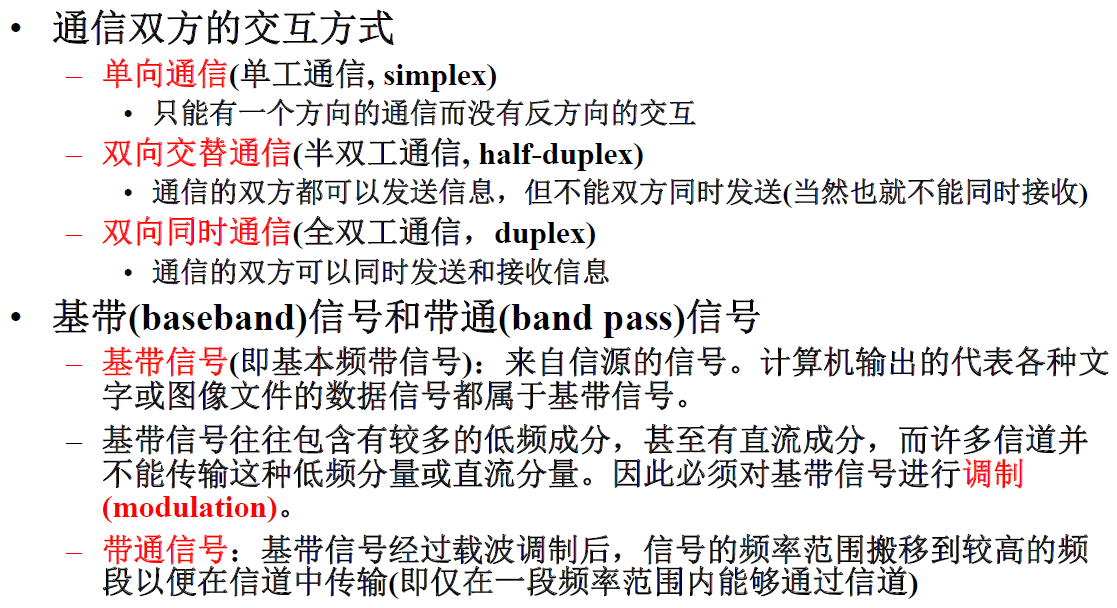 • 通信双方的交互方式
– 单向通信(单工通信, simplex)
• 只能有一个方向的通信而没有反方向的交互
– 双向交替通信(半双工通信, half-duplex)
• 通信的双方都可以发送信息，但不能双方同时发送(当然也就不能同时接收)
– 双向同时通信(全双工通信，duplex)
• 通信的双方可以同时发送和接收信息
• 基带(baseband)信号和带通(band pass)信号
– 基带信号(即基本频带信号)：来自信源的信号。计算机输出的代表各种文
字或图像文件的数据信号都属于基带信号。
– 基带信号往往包含有较多的低频成分，甚至有直流成分，而许多信道并
不能传输这种低频分量或直流分量。因此必须对基带信号进行调制
(modulation)。
– 带通信号：基带信号经过载波调制后，信号的频率范围搬移到较高的频
段以便在信道中传输(即仅在一段频率范围内能够通过信道)